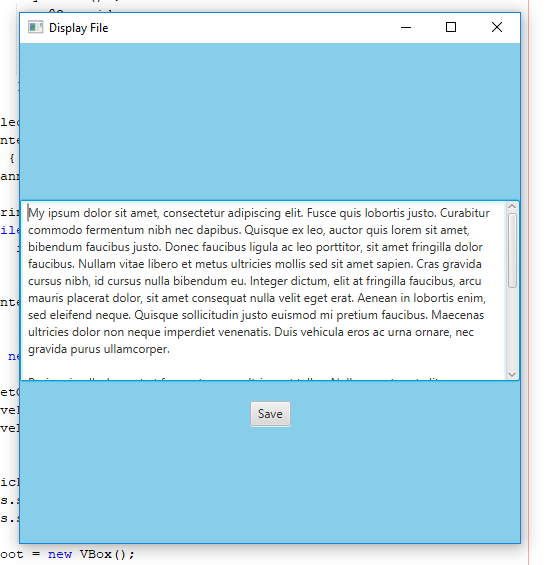 Display File
My ipsum dolor sit amet, consectetur adipiscing elit. Fusce quis lobortis justo. Curabitur
commodo fermentum nibh nec dapibus. Quisque ex leo, auctor quis lorem sit amet,
bibendum faucibus justo. Donec faucibus ligula ac leo porttitor, sit amet fringilla dolor
faucibus. Nullam vitae libero et metus ultricies mollis sed sit amet sapien. Cras gravida
cursus nibh, id cursus nulla bibendum eu. Integer dictum, elit at fringilla faucibus, arcu
mauris placerat dolor, sit amet consequat nulla velit eget erat. Aenean in lobortis enim,
sed eleifend neque. Quisque sollicitudin justo euismod mi pretium faucibus. Maecenas
ultricies dolor non neque imperdiet venenatis. Duis vehicula eros ac urna ornare, nec
gravida purus ullamcorper.
Save
oot = new VBox();